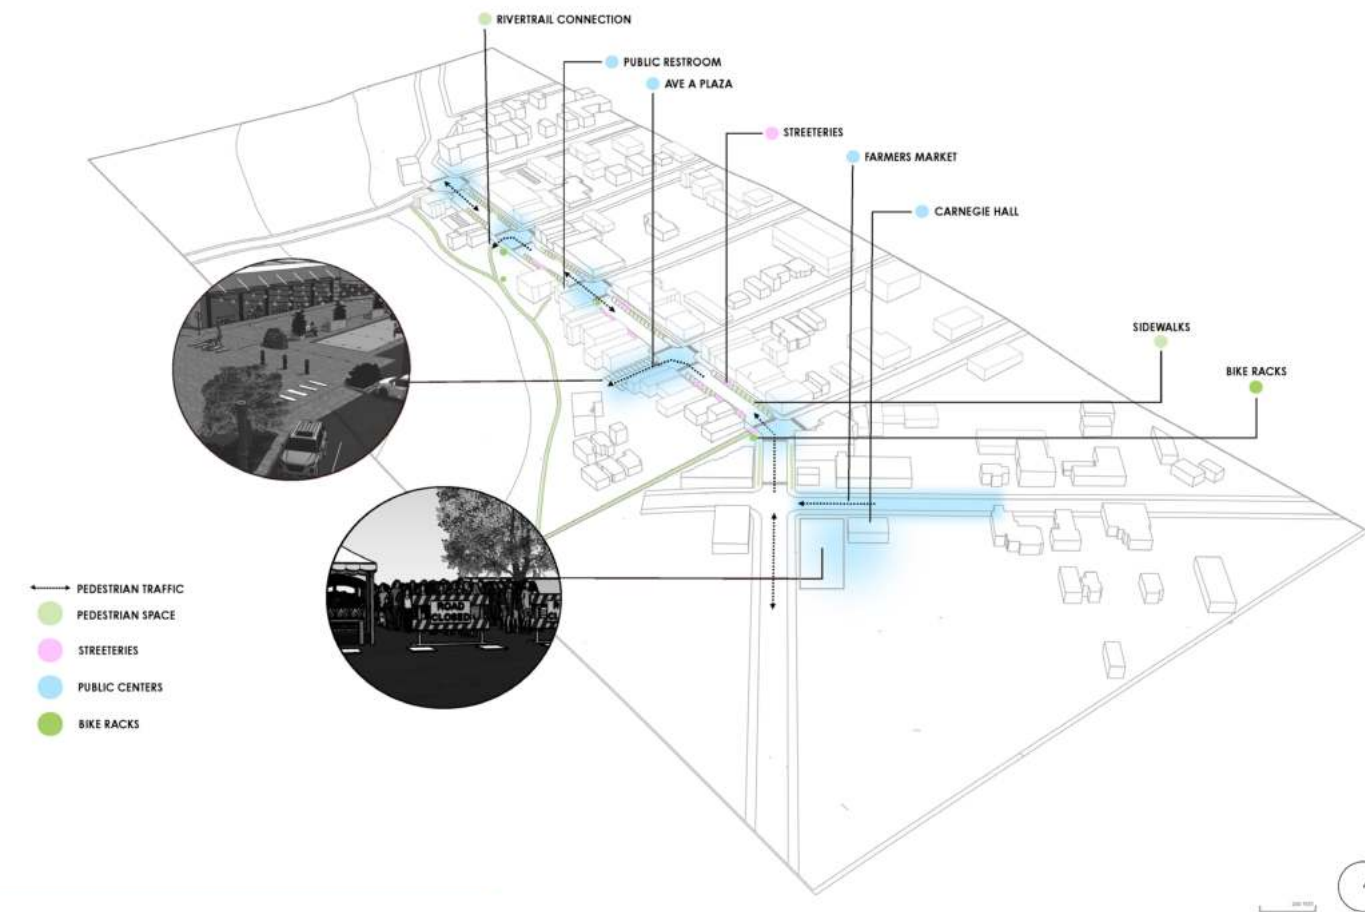 RIVERTRAIL CONNECTION
PUBLIC RESTROOM
AVE A PLAZA
STREETERIES
FARMERS MARKET
CARNEGIE HALL
SIDEWALKS
BIKE RACKS
PEDESTRIAN TRAFFIC
PEDESTRIAN SPACE
STREETERIES
PUBLIC CENTERS
BIKE RACKS
ROAD
CLOSED